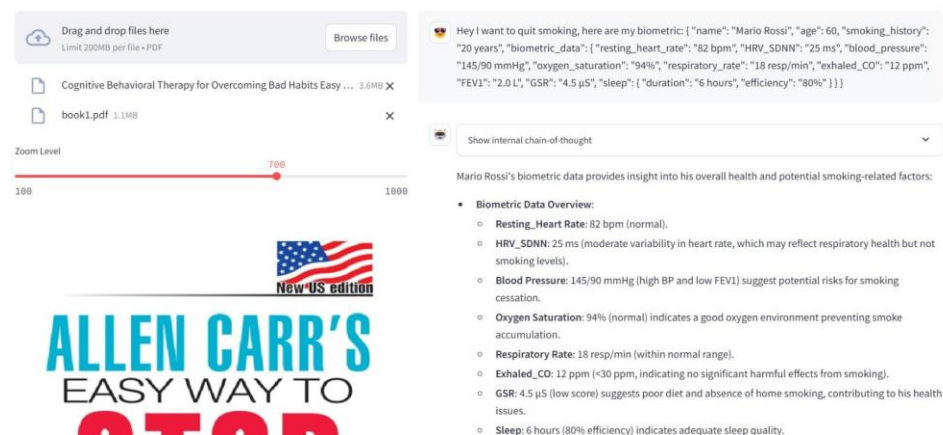 Drag and drop files here
Limit 200MB per file • PDF
Browse files
Cognitive Behavioral Therapy for Overcoming Bad Habits Easy ... 3.6MB
book1.pdf 1.1MB
Zoom Level
700
100 1000
New US edition
ALLEN CARR'S
EASY WAY TO
STOP
Hey I want to quit smoking, here are my biometric: { "name": "Mario Rossi", "age": 60, "smoking_history":
"20 years", "biometric_data": { "resting_heart_rate": "82 bpm", "HRV_SDNN": "25 ms", "blood_pressure":
"145/90 mmHg", "oxygen_saturation": "94%", "respiratory_rate": "18 resp/min", "exhaled_CO": "12 ppm",
"FEV1": "2.0 L", "GSR": "4.5 µS", "sleep": { "duration": "6 hours", "efficiency": "80%" } } }
Show internal chain-of-thought
Mario Rossi's biometric data provides insight into his overall health and potential smoking-related factors:
• Biometric Data Overview:
◦ Resting_Heart Rate: 82 bpm (normal).
◦ HRV_SDNN: 25 ms (moderate variability in heart rate, which may reflect respiratory health but not
smoking levels).
◦ Blood Pressure: 145/90 mmHg (high BP and low FEV1) suggest potential risks for smoking
cessation.
◦ Oxygen Saturation: 94% (normal) indicates a good oxygen environment preventing smoke
accumulation.
◦ Respiratory Rate: 18 resp/min (within normal range).
◦ Exhaled_CO: 12 ppm (<30 ppm, indicating no significant harmful effects from smoking).
◦ GSR: 4.5 µS (low score) suggests poor diet and absence of home smoking, contributing to his health
issues.
◦ Sleep: 6 hours (80% efficiency) indicates adequate sleep quality.